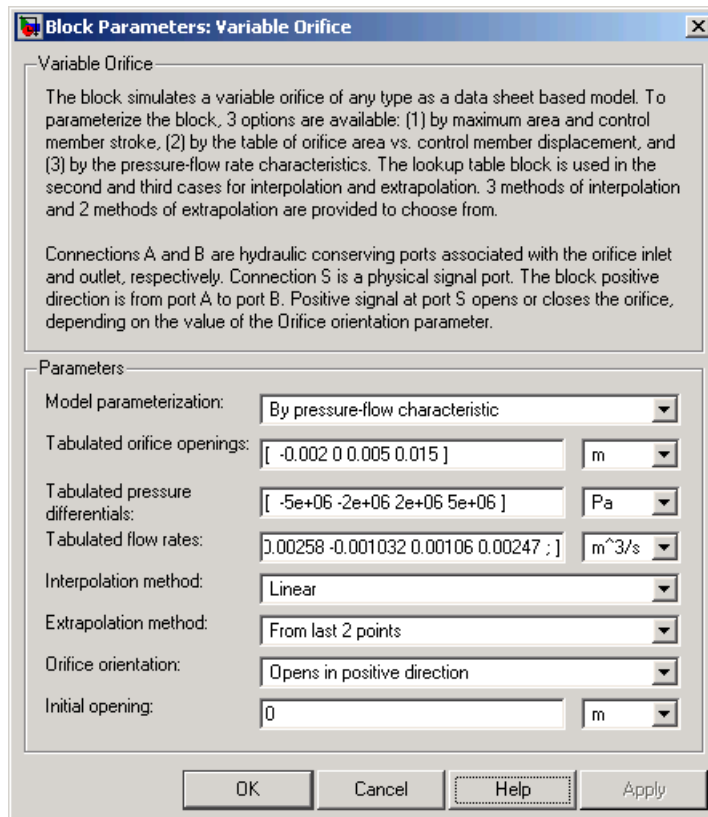 Block Parameters: Variable Orifice
Variable Orifice
The block simulates a variable orifice of any type as a data sheet based model. To
parameterize the block, 3 options are available: (1) by maximum area and control
member stroke, (2) by the table of orifice area vs. control member displacement, and
(3) by the pressure-flow rate characteristics. The lookup table block is used in the
second and third cases for interpolation and extrapolation. 3 methods of interpolation
and 2 methods of extrapolation are provided to choose from.
Connections A and B are hydraulic conserving ports associated with the orifice inlet
and outlet, respectively. Connection S is a physical signal port. The block positive
direction is from port A to port B. Positive signal at port S opens or closes the orifice,
depending on the value of the Orifice orientation parameter.
Parameters
Model parameterization: By pressure-flow characteristic
Tabulated orifice openings: [ -0.002 0 0.005 0.015 ] m
Tabulated pressure
differentials: [ -5e+06 -2e+06 2e+06 5e+06 ] Pa
Tabulated flow rates: 0.00258 -0.001032 0.00106 0.00247 ; ] m^3/s
Interpolation method: Linear
Extrapolation method: From last 2 points
Orifice orientation: Opens in positive direction
Initial opening: 0 m
OK Cancel Help Apply